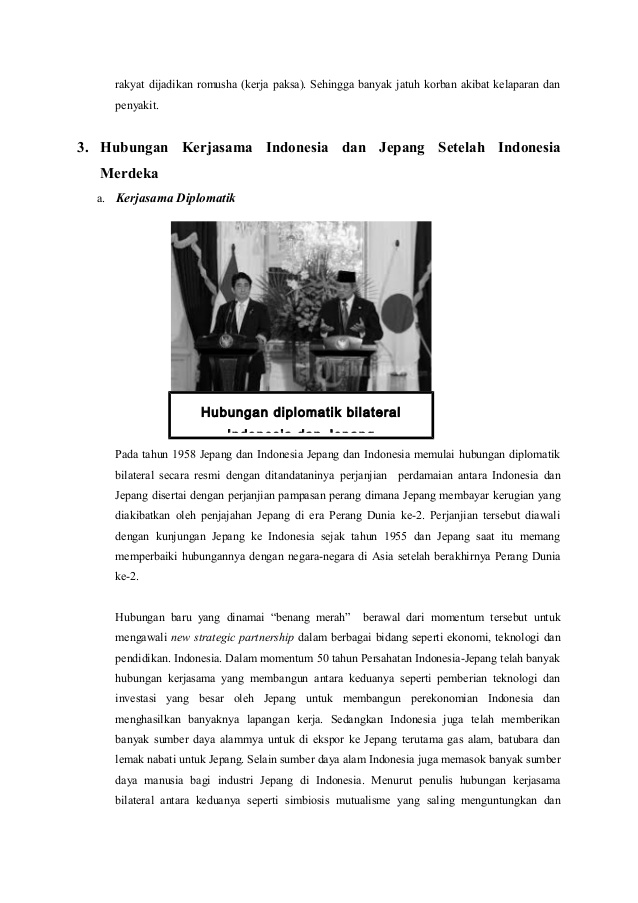 rakyat dijadikan romusha (kerja paksa). Sehingga banyak jatuh korban akibat kelaparan dan
penyakit.
3. Hubungan Kerjasama Indonesia dan Jepang Setelah Indonesia
Merdeka
a. Kerjasama Diplomatik
Hubungan diplomatik bilateral
Indonesia dan Jepang
Pada tahun 1958 Jepang dan Indonesia Jepang dan Indonesia memulai hubungan diplomatik
bilateral secara resmi dengan ditandataninya perjanjian perdamaian antara Indonesia dan
Jepang disertai dengan perjanjian pampasan perang dimana Jepang membayar kerugian yang
diakibatkan oleh penjajahan Jepang di era Perang Dunia ke-2. Perjanjian tersebut diawali
dengan kunjungan Jepang ke Indonesia sejak tahun 1955 dan Jepang saat itu memang
memperbaiki hubungannya dengan negara-negara di Asia setelah berakhirnya Perang Dunia
ke-2.
Hubungan baru yang dinamai “benang merah” berawal dari momentum tersebut untuk
mengawali new strategic partnership dalam berbagai bidang seperti ekonomi, teknologi dan
pendidikan. Indonesia. Dalam momentum 50 tahun Persahatan Indonesia-Jepang telah banyak
hubungan kerjasama yang membangun antara keduanya seperti pemberian teknologi dan
investasi yang besar oleh Jepang untuk membangun perekonomian Indonesia dan
menghasilkan banyaknya lapangan kerja. Sedangkan Indonesia juga telah memberikan
banyak sumber daya alammya untuk di ekspor ke Jepang terutama gas alam, batubara dan
lemak nabati untuk Jepang. Selain sumber daya alam Indonesia juga memasok banyak sumber
daya manusia bagi industri Jepang di Indonesia. Menurut penulis hubungan kerjasama
bilateral antara keduanya seperti simbiosis mutualisme yang saling menguntungkan dan